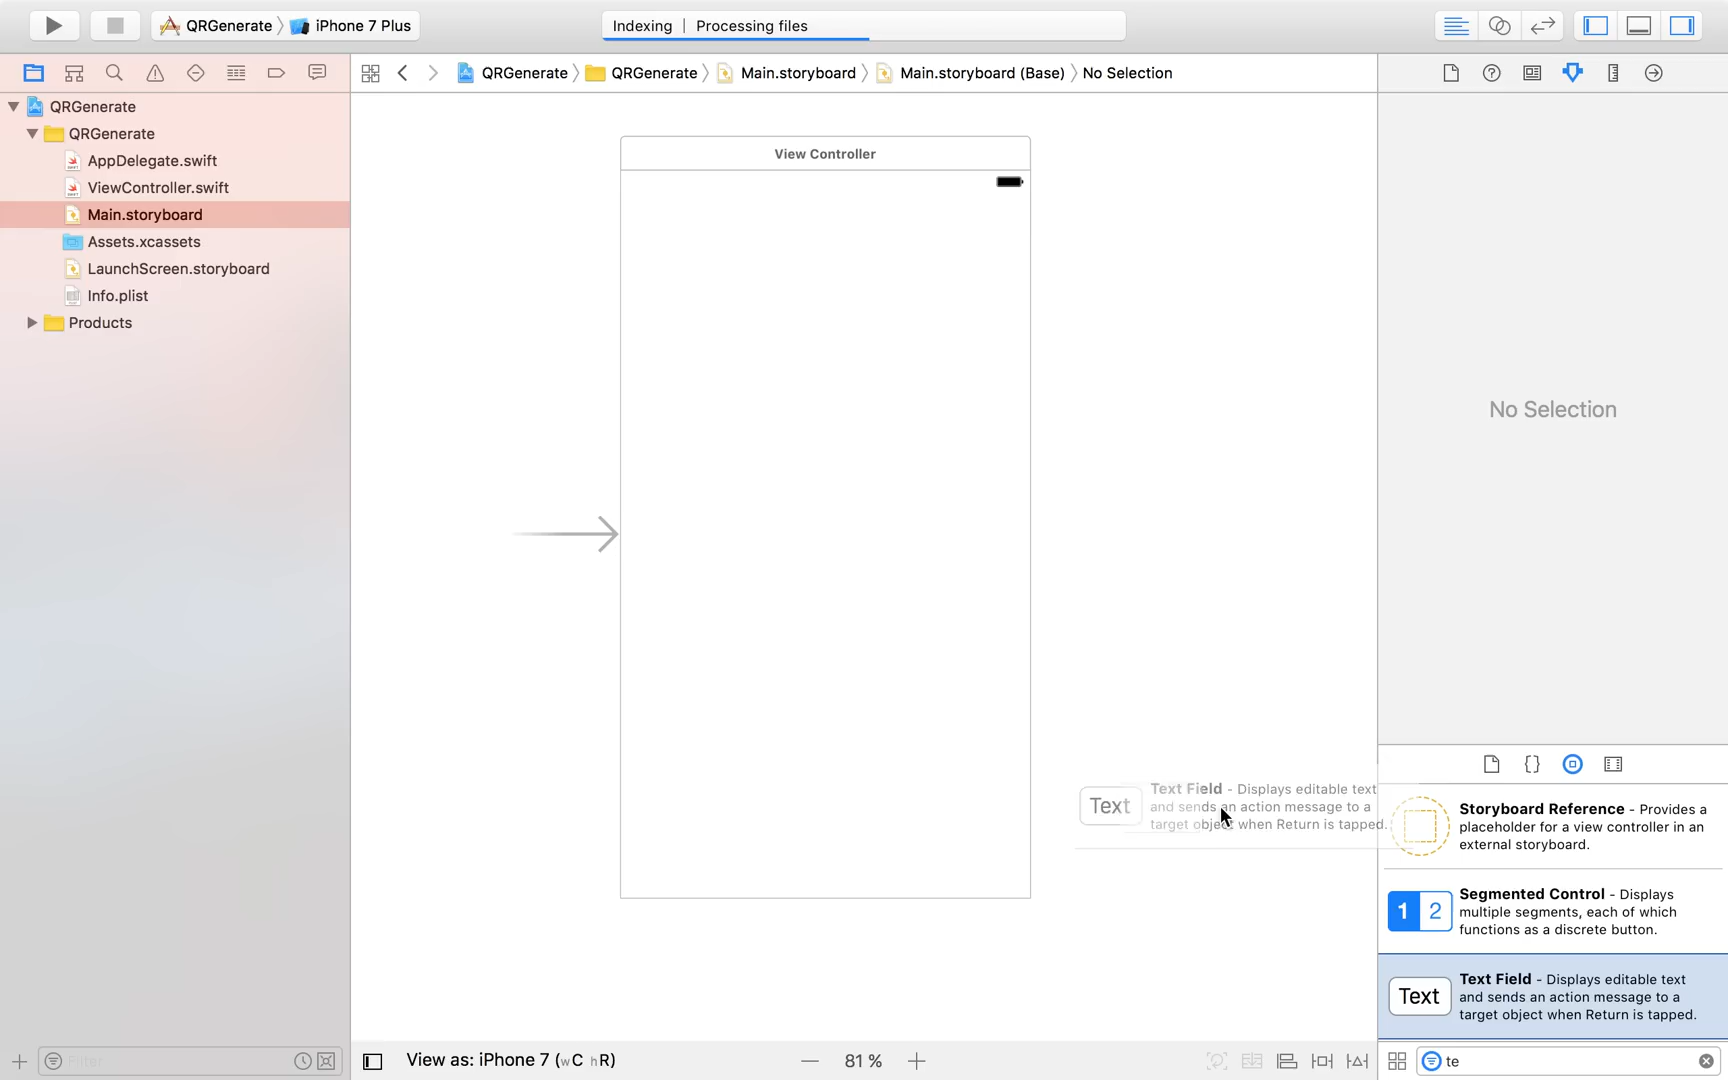 QRGenerate iPhone 7 Plus
Indexing | Processing files
QRGenerate QRGenerate Main.storyboard Main.storyboard (Base) No Selection
QRGenerate
QRGenerate
AppDelegate.swift
ViewController.swift
Main.storyboard
Assets.xcassets
LaunchScreen.storyboard
Info.plist
Products
View Controller
No Selection
Text
Text Field - Displays editable text
and sends an action message to a
target object when Return is tapped.
Storyboard Reference - Provides a
placeholder for a view controller in an
external storyboard.
1 2
Segmented Control - Displays
multiple segments, each of which
functions as a discrete button.
Text
Text Field - Displays editable text
and sends an action message to a
target object when Return is tapped.
Filter
View as: iPhone 7 (wC hR)
81 %
te